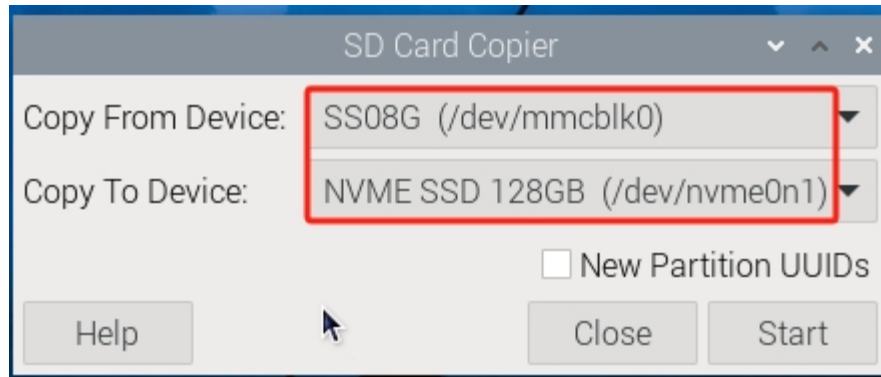 SD Card Copier
Copy From Device: SS08G (/dev/mmcblk0)
Copy To Device: NVME SSD 128GB (/dev/nvme0n1)
New Partition UUIDs
Help Close Start